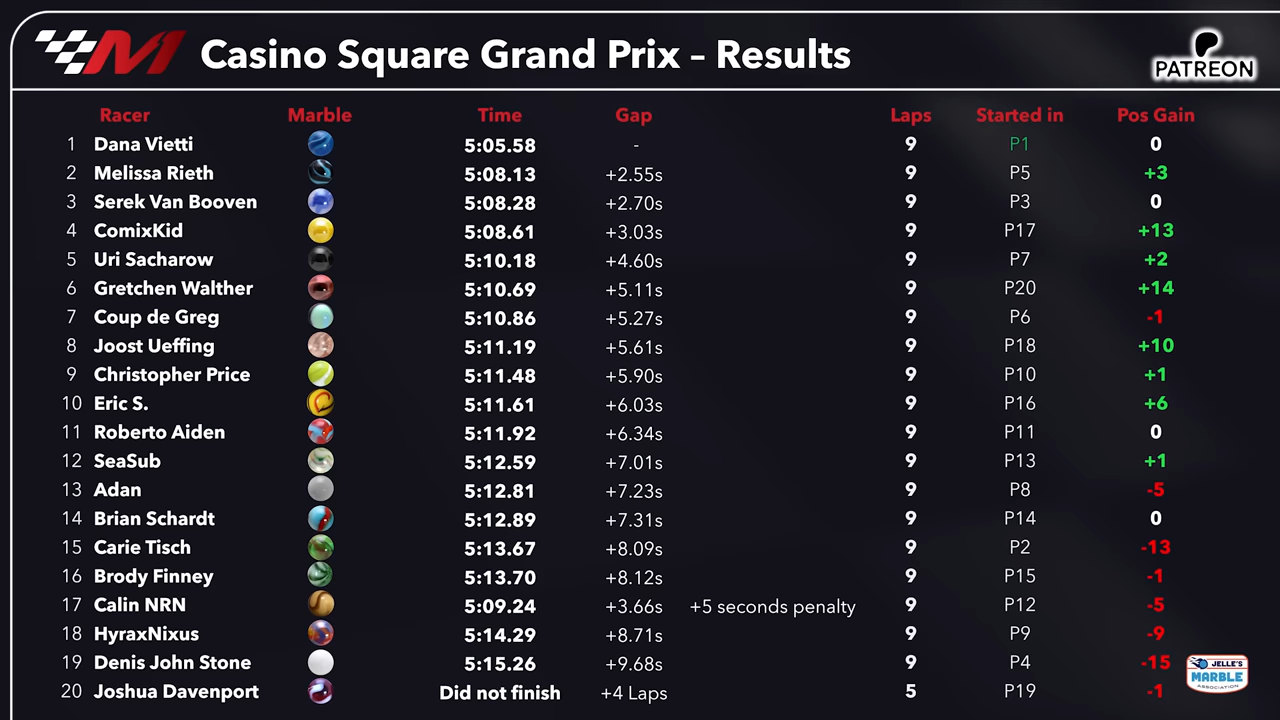 M1 Casino Square Grand Prix – Results PATREON
Racer Marble Time Gap Laps Started in Pos Gain
1 Dana Vietti 5:05.58 - 9 P1 0
2 Melissa Rieth 5:08.13 +2.55s 9 P5 +3
3 Serek Van Booven 5:08.28 +2.70s 9 P3 0
4 ComixKid 5:08.61 +3.03s 9 P17 +13
5 Uri Sacharow 5:10.18 +4.60s 9 P7 +2
6 Gretchen Walther 5:10.69 +5.11s 9 P20 +14
7 Coup de Greg 5:10.86 +5.27s 9 P6 -1
8 Joost Ueffing 5:11.19 +5.61s 9 P18 +10
9 Christopher Price 5:11.48 +5.90s 9 P10 +1
10 Eric S. 5:11.61 +6.03s 9 P16 +6
11 Roberto Aiden 5:11.92 +6.34s 9 P11 0
12 SeaSub 5:12.59 +7.01s 9 P13 +1
13 Adan 5:12.81 +7.23s 9 P8 -5
14 Brian Schardt 5:12.89 +7.31s 9 P14 0
15 Carie Tisch 5:13.67 +8.09s 9 P2 -13
16 Brody Finney 5:13.70 +8.12s 9 P15 -1
17 Calin NRN 5:09.24 +3.66s +5 seconds penalty 9 P12 -5
18 HyraxNixus 5:14.29 +8.71s 9 P9 -9
19 Denis John Stone 5:15.26 +9.68s 9 P4 -15
20 Joshua Davenport Did not finish +4 Laps 5 P19 -1
JELLE'S
MARBLE
ASSOCIATION